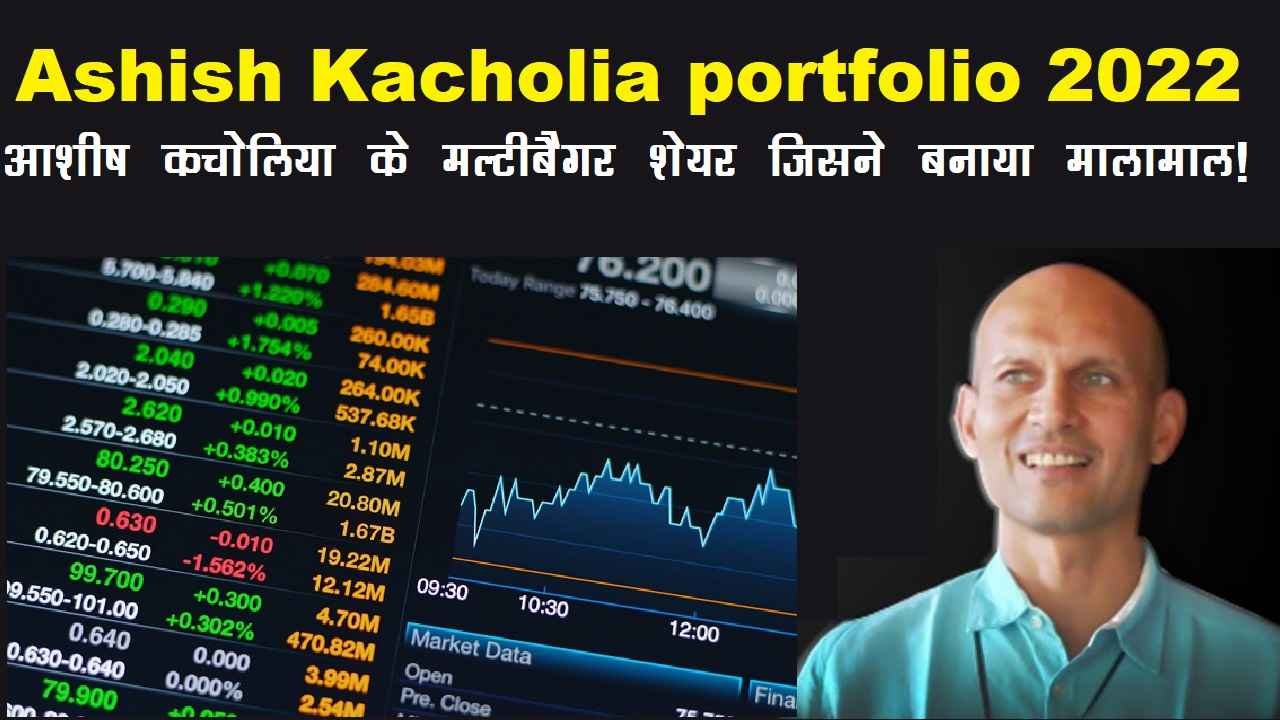 Ashish Kacholia portfolio 2022
आशीष कचोलिया के मल्टीबैगर शेयर जिसने बनाया मालामाल!
194.03M
6.700-6.840 +0.070 284.60M
0.290 +1.220% 1.65B
0.280-0.285 +0.005 260.00K
2.040 +1.754% 74.00K
2.020-2.050 +0.020 264.00K
2.620 +0.990% 537.68K
2.570-2.680 +0.010 1.10M
80.250 +0.383% 2.87M
79.550-80.600 +0.400 20.80M
0.630 +0.501% 1.67B
0.620-0.650 -0.010 19.22M
99.700 -1.562% 12.12M
99.550-101.00 +0.300 4.70M
0.640 +0.302% 470.82M
0.630-0.640 0.000 3.99M
79.900 0.000% 2.54M
76.200
Today Range 75.750 - 76.400
09:30 10:30 12:00
Market Data
Open
Pre. Close